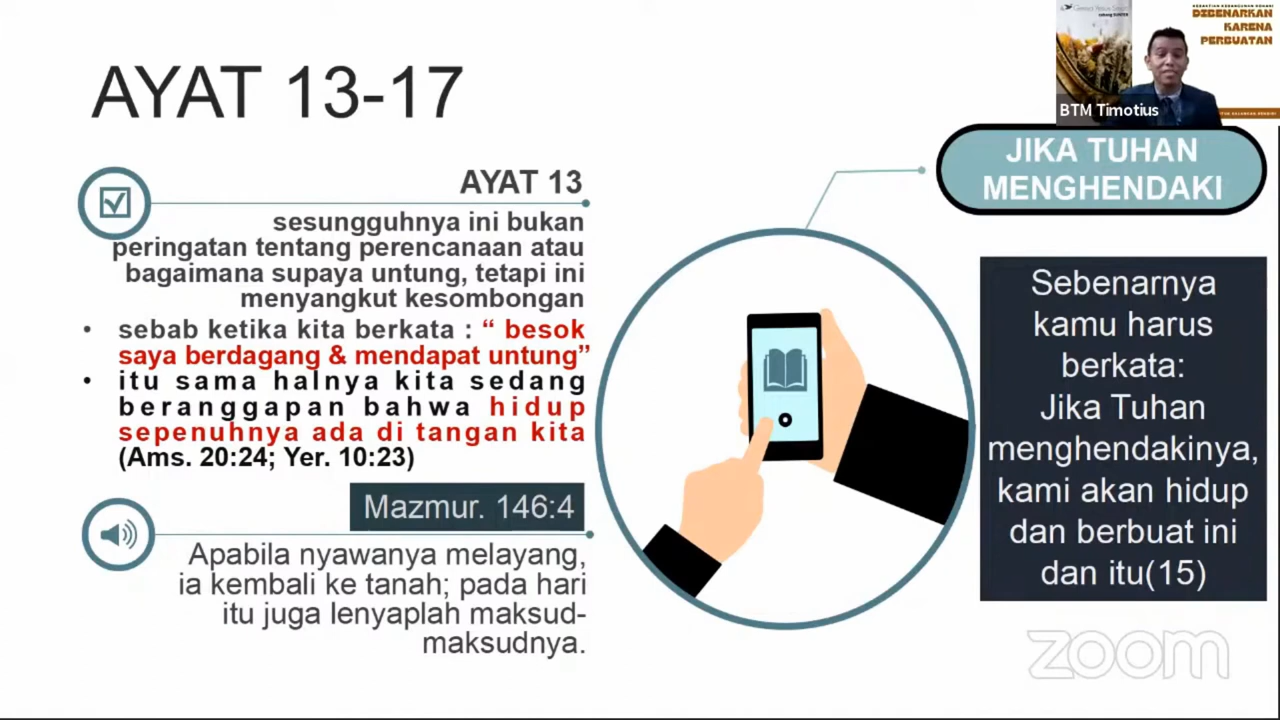 AYAT 13-17
AYAT 13
sesungguhnya ini bukan
peringatan tentang perencanaan atau
bagaimana supaya untung, tetapi ini
menyangkut kesombongan
• sebab ketika kita berkata : “ besok
saya berdagang & mendapat untung”
• itu sama halnya kita sedang
beranggapan bahwa hidup
sepenuhnya ada di tangan kita
(Ams. 20:24; Yer. 10:23)
Mazmur. 146:4
Apabila nyawanya melayang,
ia kembali ke tanah; pada hari
itu juga lenyaplah maksud-
maksudnya.
DIBENARKAN
KARENA
PERBUATAN
BTM Timotius
JIKA TUHAN
MENGHENDAKI
Sebenarnya
kamu harus
berkata:
Jika Tuhan
menghendakinya,
kami akan hidup
dan berbuat ini
dan itu(15)
zoom